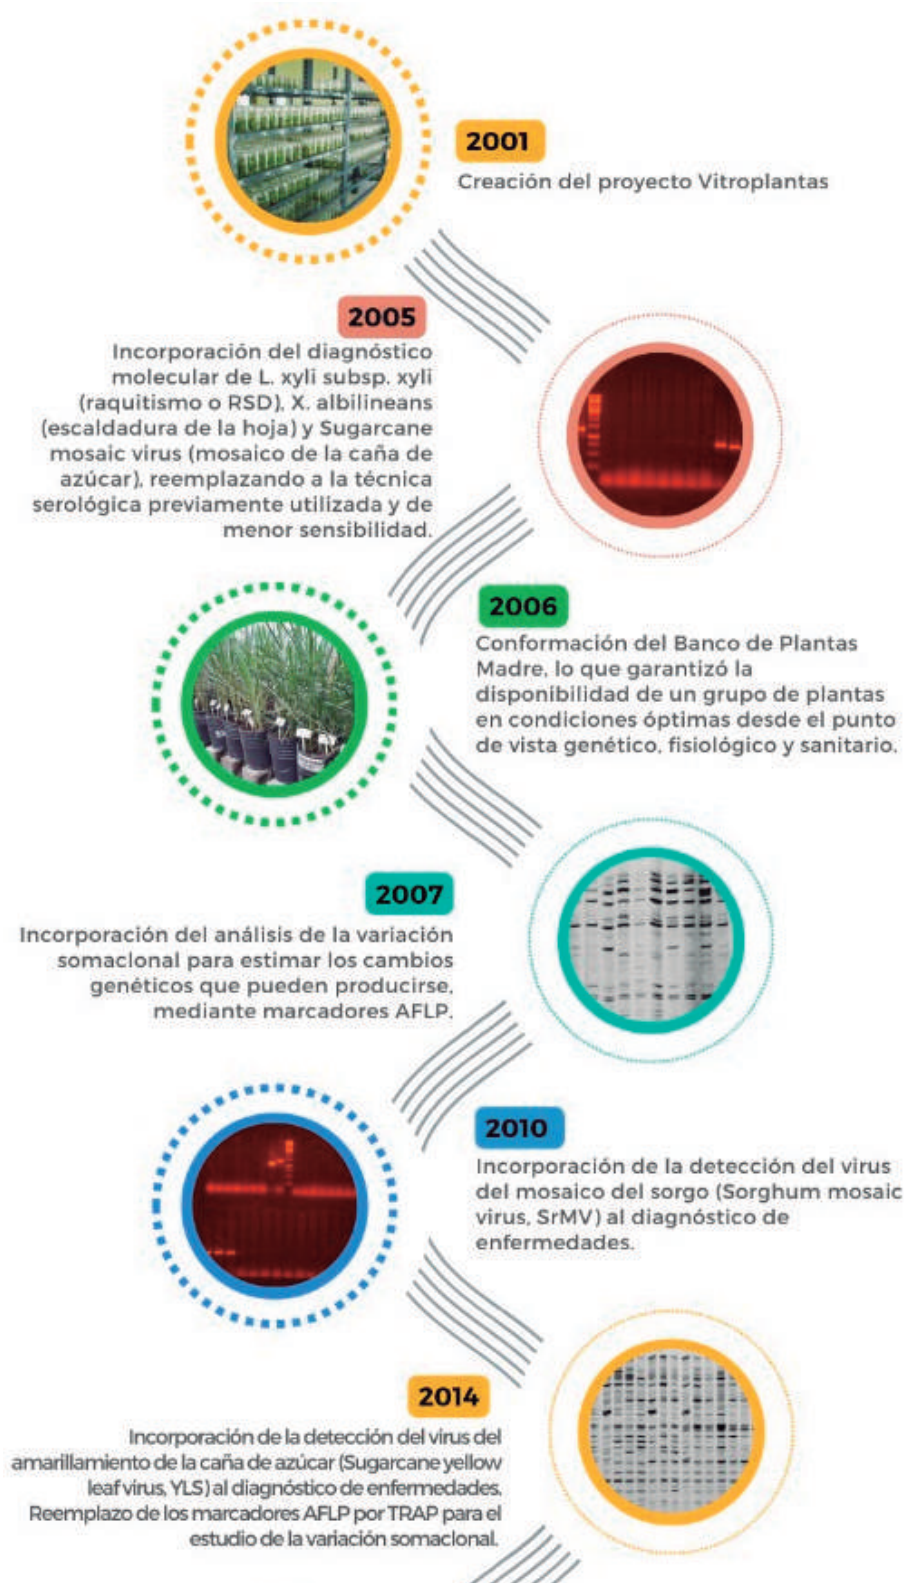 2001
Creación del proyecto Vitroplantas
2005
Incorporación del diagnóstico
molecular de L. xyli subsp. xyli
(raquitismo o RSD), X. albilineans
(escaldadura de la hoja) y Sugarcane
mosaic virus (mosaico de la caña de
azúcar), reemplazando a la técnica
serológica previamente utilizada y de
menor sensibilidad.
2006
Conformación del Banco de Plantas
Madre, lo que garantizó la
disponibilidad de un grupo de plantas
en condiciones óptimas desde el punto
de vista genético, fisiológico y sanitario.
2007
Incorporación del análisis de la variación
somaclonal para estimar los cambios
genéticos que pueden producirse,
mediante marcadores AFLP.
2010
Incorporación de la detección del virus
del mosaico del sorgo (Sorghum mosaic
virus, SrMV) al diagnóstico de
enfermedades.
2014
Incorporación de la detección del virus del
amarillamiento de la caña de azúcar (Sugarcane yellow
leaf virus, YLS) al diagnóstico de enfermedades.
Reemplazo de los marcadores AFLP por TRAP para el
estudio de la variación somaclonal.